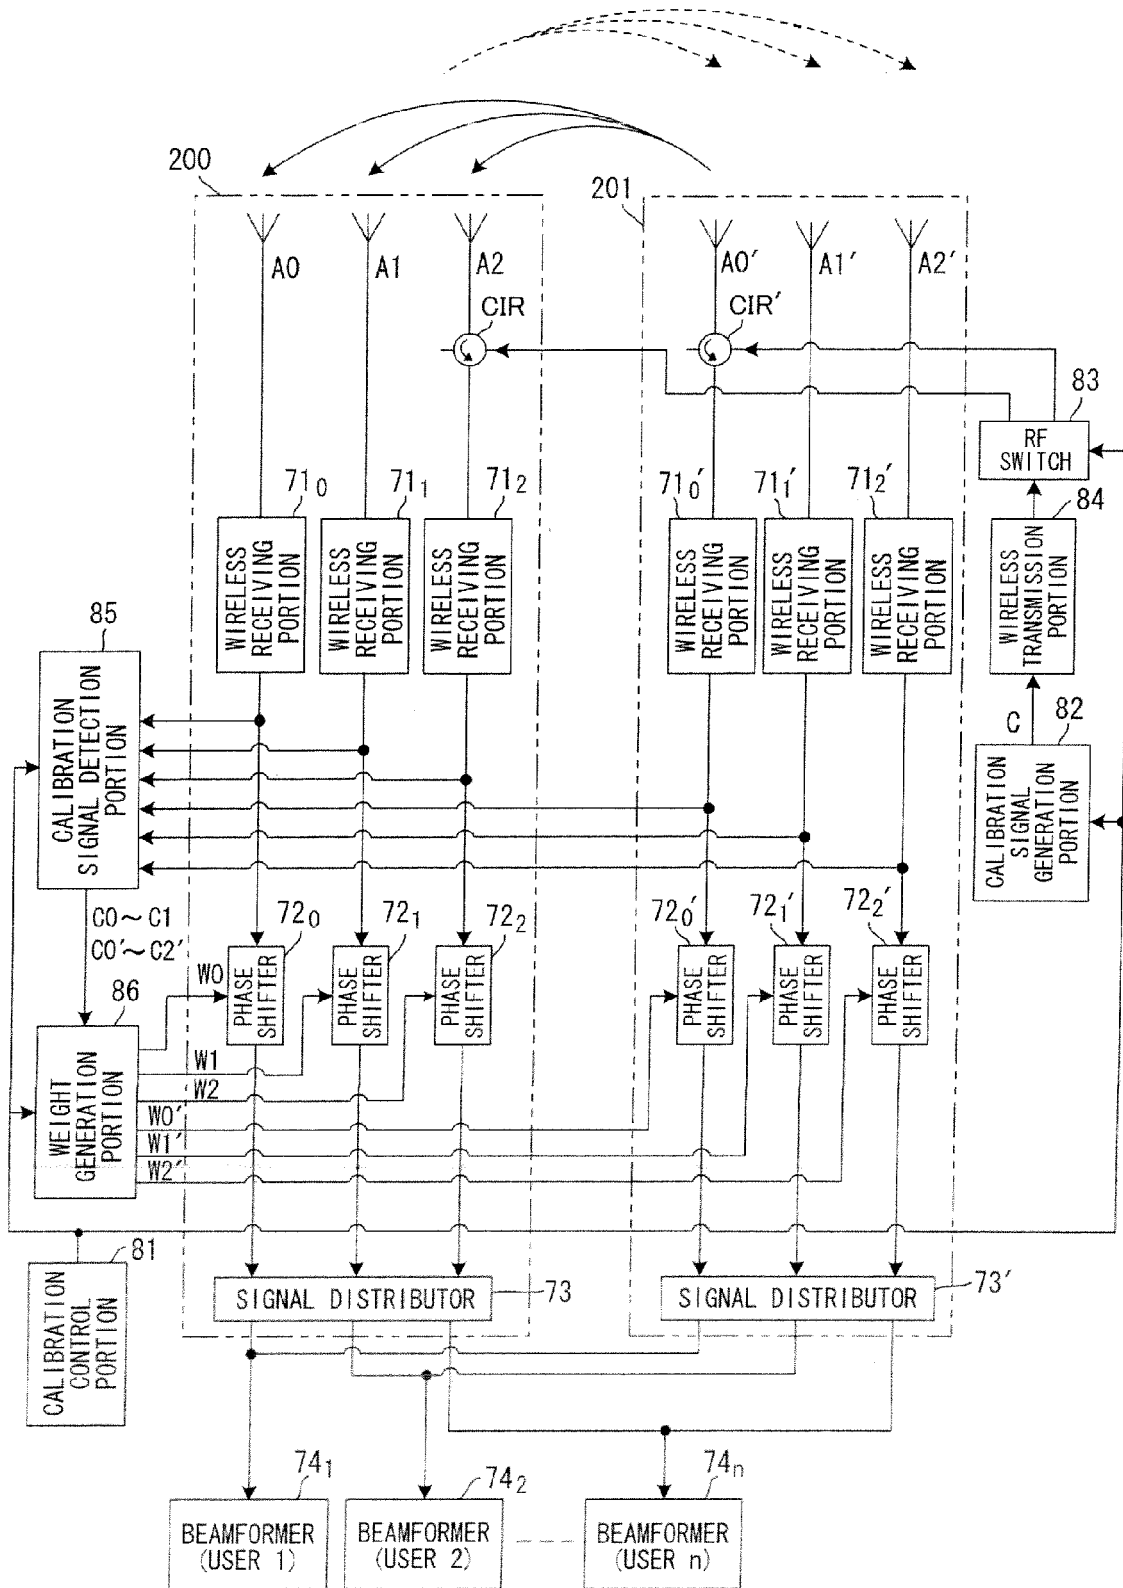 200
201
A0
A1
A2
A0′
A1′
A2′
CIR
CIR′
83
RF
SWITCH
71₀
71₁
71₂
71₀′
71₁′
71₂′
84
WIRELESS
RECEIVING
PORTION
WIRELESS
RECEIVING
PORTION
WIRELESS
RECEIVING
PORTION
WIRELESS
RECEIVING
PORTION
WIRELESS
RECEIVING
PORTION
WIRELESS
RECEIVING
PORTION
WIRELESS
TRANSMISSION
PORTION
85
CALIBRATION
SIGNAL DETECTION
PORTION
C
82
CALIBRATION
SIGNAL
GENERATION
PORTION
C0~C1
C0′~C2′
72₀
72₁
72₂
72₀′
72₁′
72₂′
PHASE
SHIFTER
PHASE
SHIFTER
PHASE
SHIFTER
PHASE
SHIFTER
PHASE
SHIFTER
PHASE
SHIFTER
86
WEIGHT
GENERATION
PORTION
W0
W1
W2
W0′
W1′
W2′
81
CALIBRATION
CONTROL
PORTION
SIGNAL DISTRIBUTOR
73
SIGNAL DISTRIBUTOR
73′
74₁
74₂
74ₙ
BEAMFORMER
(USER 1)
BEAMFORMER
(USER 2)
BEAMFORMER
(USER n)